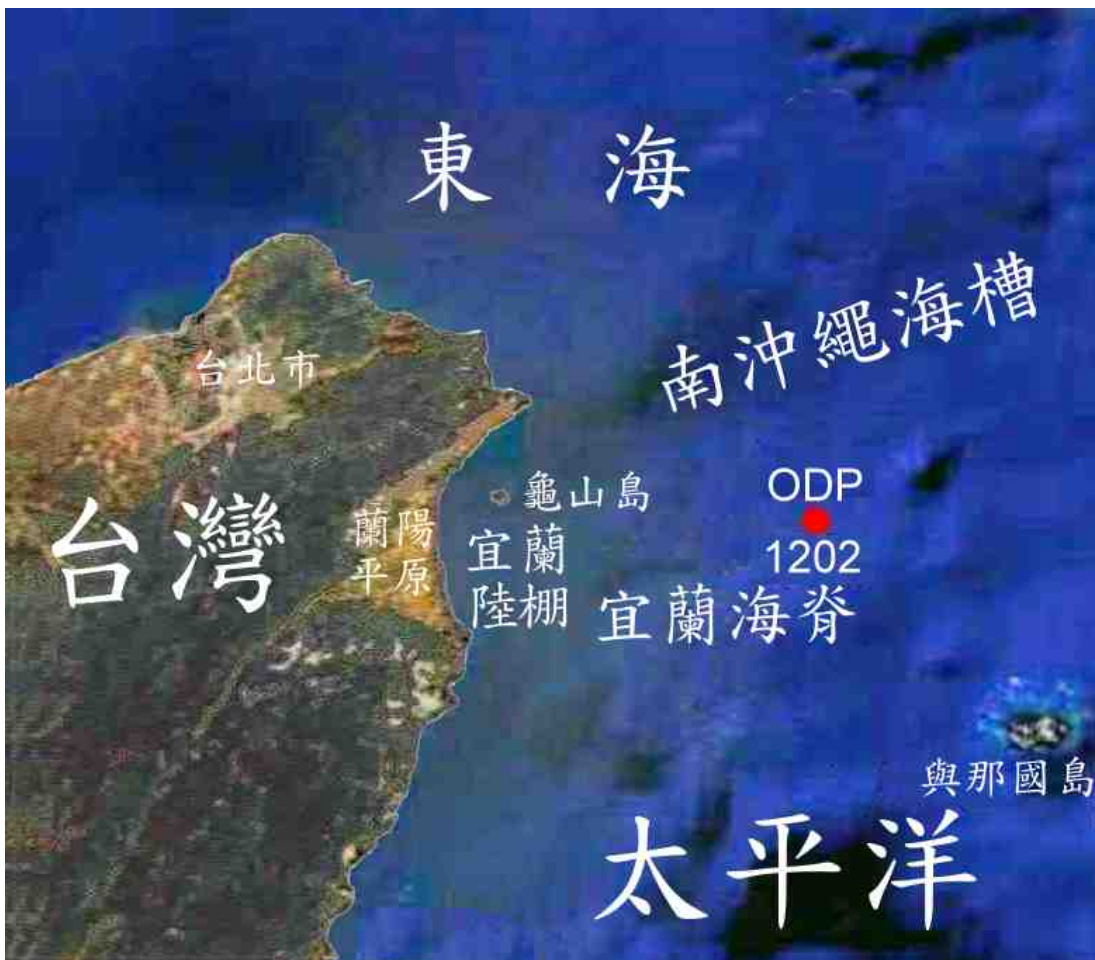 東海
南沖繩海槽
台北市
ODP
1202
龜山島
台灣
蘭陽
平原
宜蘭
陸棚
宜蘭海脊
與那國島
太平洋